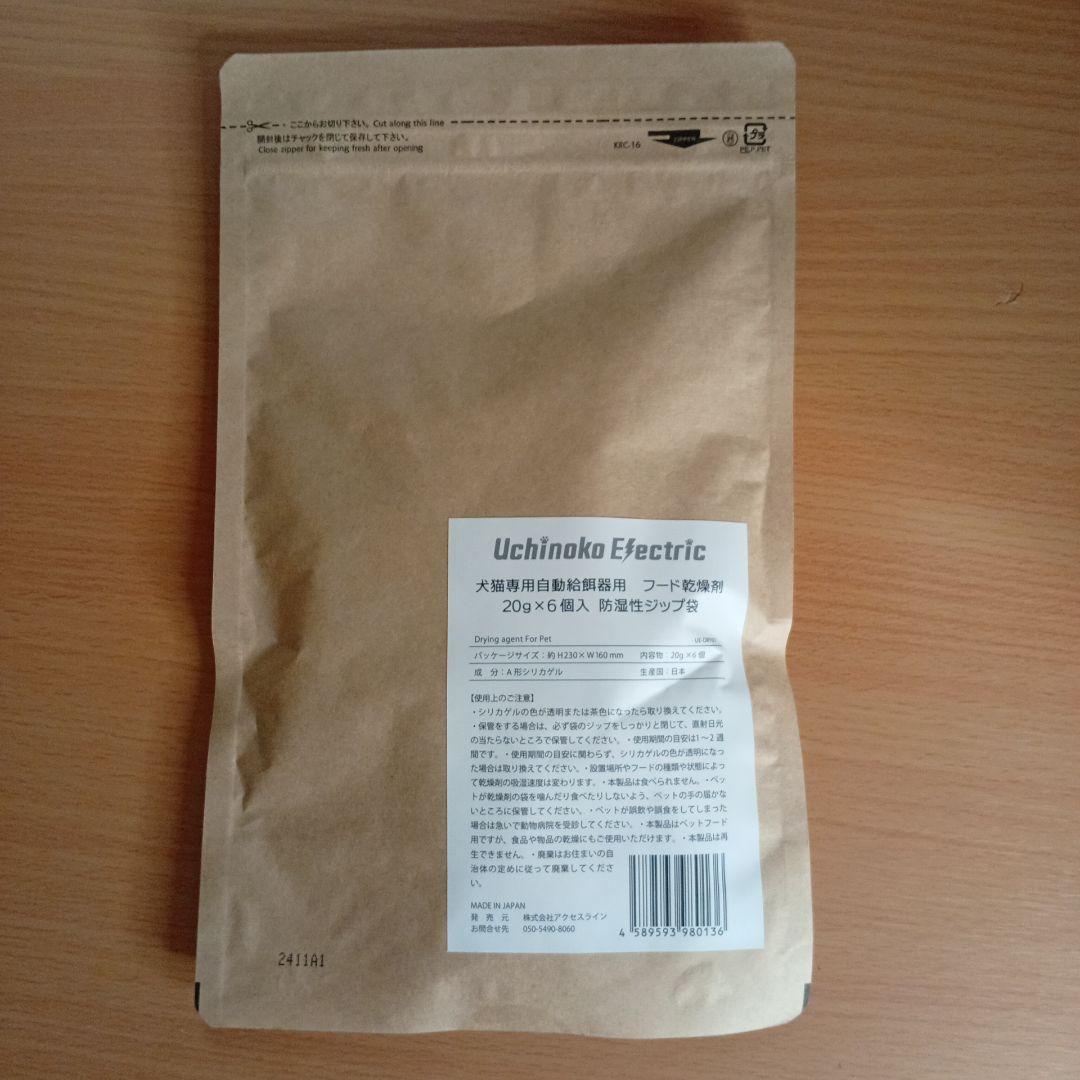 ここからお切り下さい。Cut along this line
開封後はチャックを閉じて保存して下さい。
Close zipper for keeping fresh after opening
KRC-16
ZIPPER
プラ
PE,P,PET
Uchinoko Electric
犬猫専用自動給餌器用 フード乾燥剤
20g×6個入 防湿性ジップ袋
Drying agent For Pet
パッケージサイズ：約H230×W160mm 内容物：20g×6個
成 分：A形シリカゲル 生産国：日本
【使用上のご注意】
・シリカゲルの色が透明または茶色になったら取り換えてください。
・保管をする場合は、必ず袋のジップをしっかりと閉じて、直射日光
の当たらないところで保管してください。・使用期間の目安は1〜2週
間です。・使用期間の目安に関わらず、シリカゲルの色が透明になっ
た場合は取り換えてください。・設置場所やフードの種類や状態によっ
て乾燥剤の吸湿速度は変わります。・本製品は食べられません。・ペッ
トが乾燥剤の袋を噛んだり食べたりしないよう、ペットの手の届かな
いところに保管してください。・ペットが誤飲や誤食をしてしまった
場合は急いで動物病院を受診してください。・本製品はペットフード
用ですが、食品や物品の乾燥にもご使用いただけます。・本製品は再
生できません。・廃棄はお住まいの自
治体の定めに従って廃棄してくださ
い。
MADE IN JAPAN
発 売 元 株式会社アクセスライン
お問合せ先 050-5490-8060
4 589593 980136
2411A1